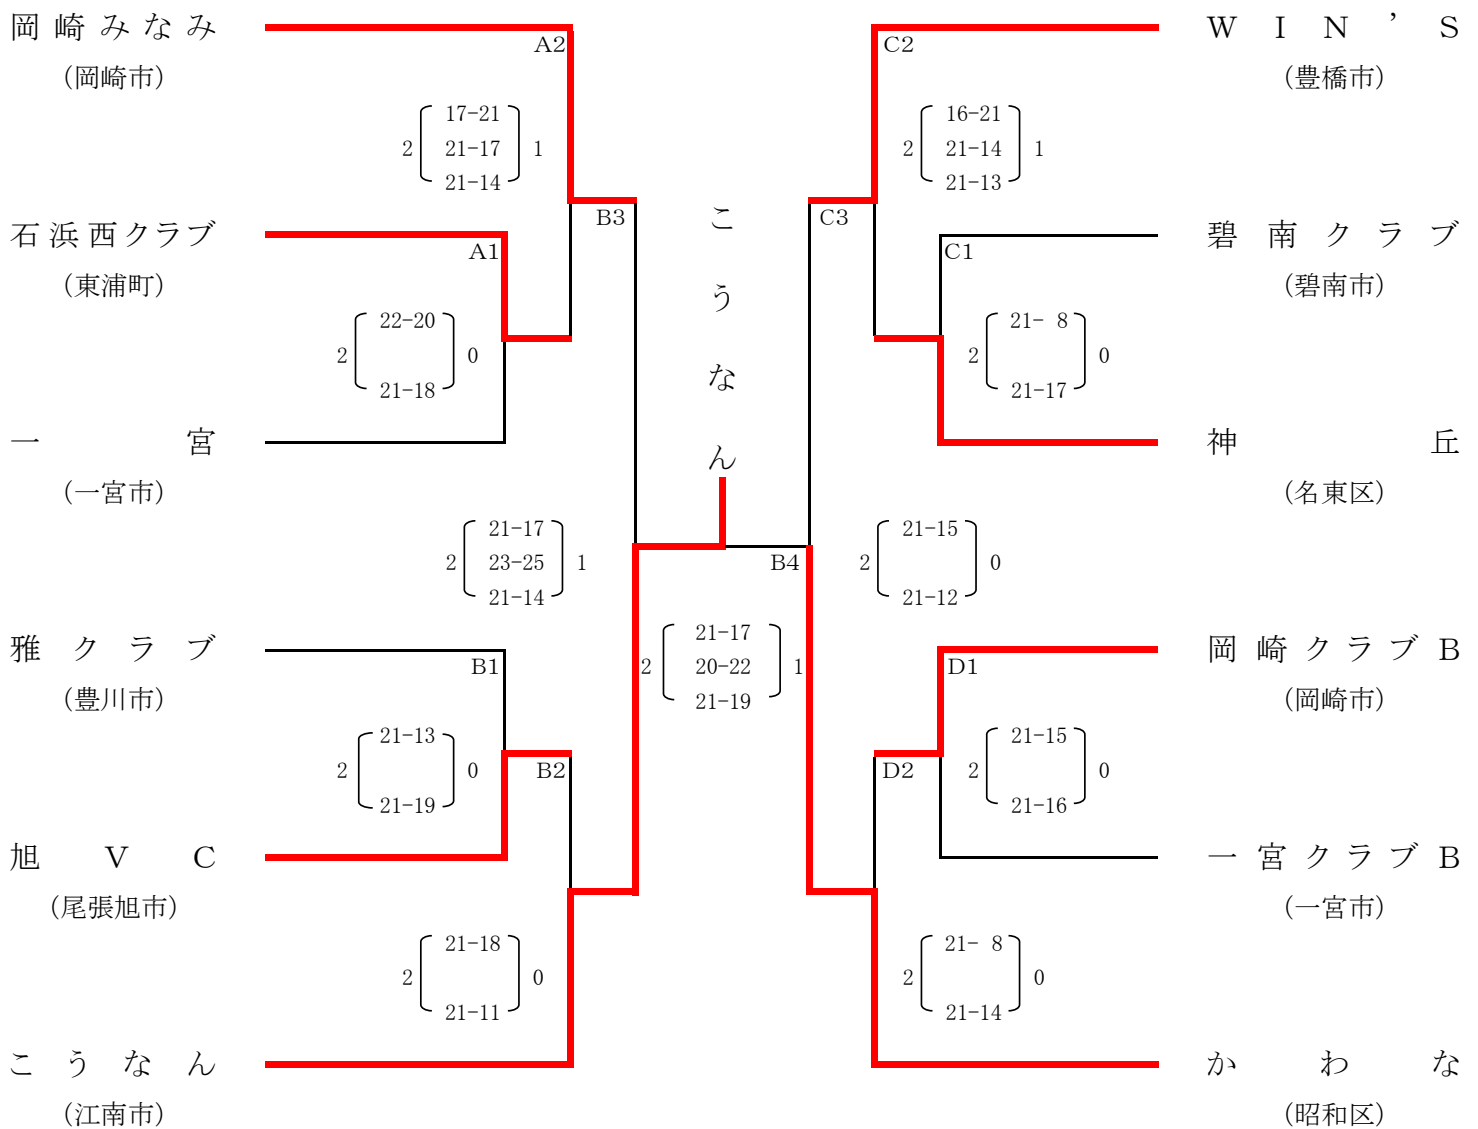 岡崎みなみ
(岡崎市)
A2
17-21
2 21-17 1
21-14
石浜西クラブ
(東浦町)
A1
B3
22-20
2 0
21-18
一宮
(一宮市)
21-17
2 23-25 1
21-14
雅クラブ
(豊川市)
B1
21-13
2 0
21-19
B2
旭VC
(尾張旭市)
21-18
2 0
21-11
こうなん
(江南市)
こうなん
B4
21-17
2 20-22 1
21-19
WIN'S
(豊橋市)
C2
16-21
2 21-14 1
21-13
C3
碧南クラブ
(碧南市)
C1
21- 8
2 0
21-17
神丘
(名東区)
21-15
2 0
21-12
岡崎クラブB
(岡崎市)
D1
21-15
2 0
21-16
D2
一宮クラブB
(一宮市)
21- 8
2 0
21-14
かわな
(昭和区)